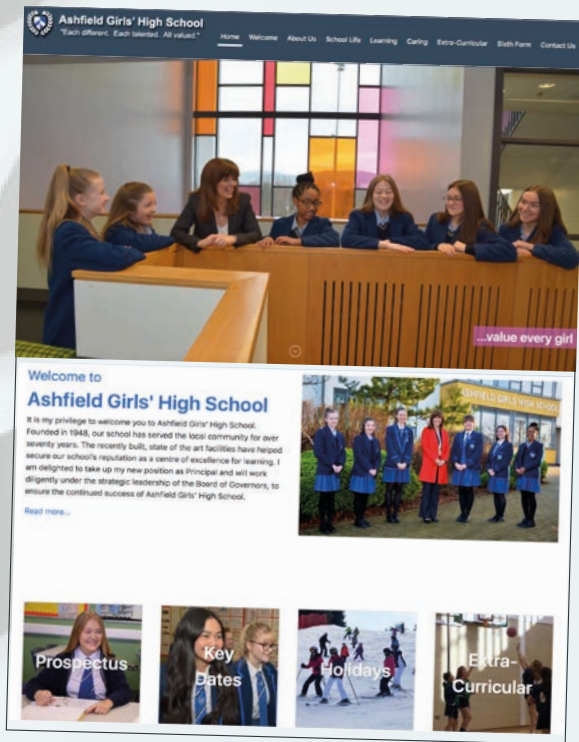 Ashfield Girls' High School
"Each different. Each talented. All valued."
Home Welcome About Us School Life Learning Caring Extra-Curricular Sixth Form Contact Us
...value every girl
Welcome to
Ashfield Girls' High School
It is my privilege to welcome you to Ashfield Girls' High School.
Founded in 1948, our school has served the local community for over
seventy years. The recently built, state of the art facilities have helped
secure our school's reputation as a centre of excellence for learning. I
am delighted to take up my new position as Principal and will work
diligently under the strategic leadership of the Board of Governors, to
ensure the continued success of Ashfield Girls' High School.
Read more...
ASHFIELD GIRLS' HIGH SCHOOL
Prospectus
Key
Dates
Holidays
Extra-
Curricular